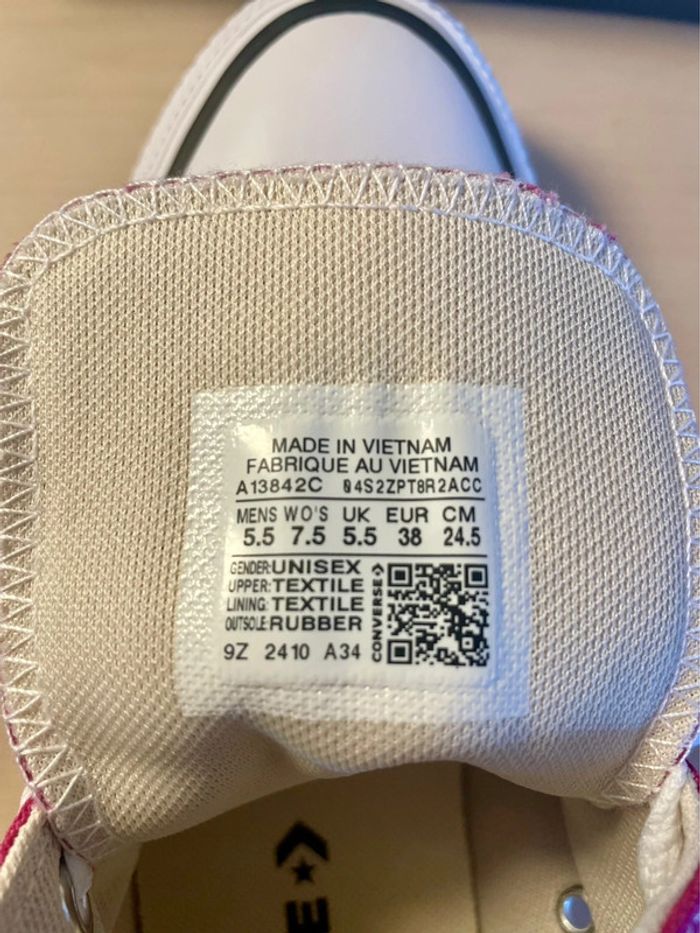 MADE IN VIETNAM
FABRIQUE AU VIETNAM
A13842C 04S2ZPT8R2ACC
MENS WO'S UK EUR CM
5.5 7.5 5.5 38 24.5
GENDER:UNISEX
UPPER:TEXTILE
LINING:TEXTILE
OUTSOLE:RUBBER
CONVERSE
9Z 2410 A34
E